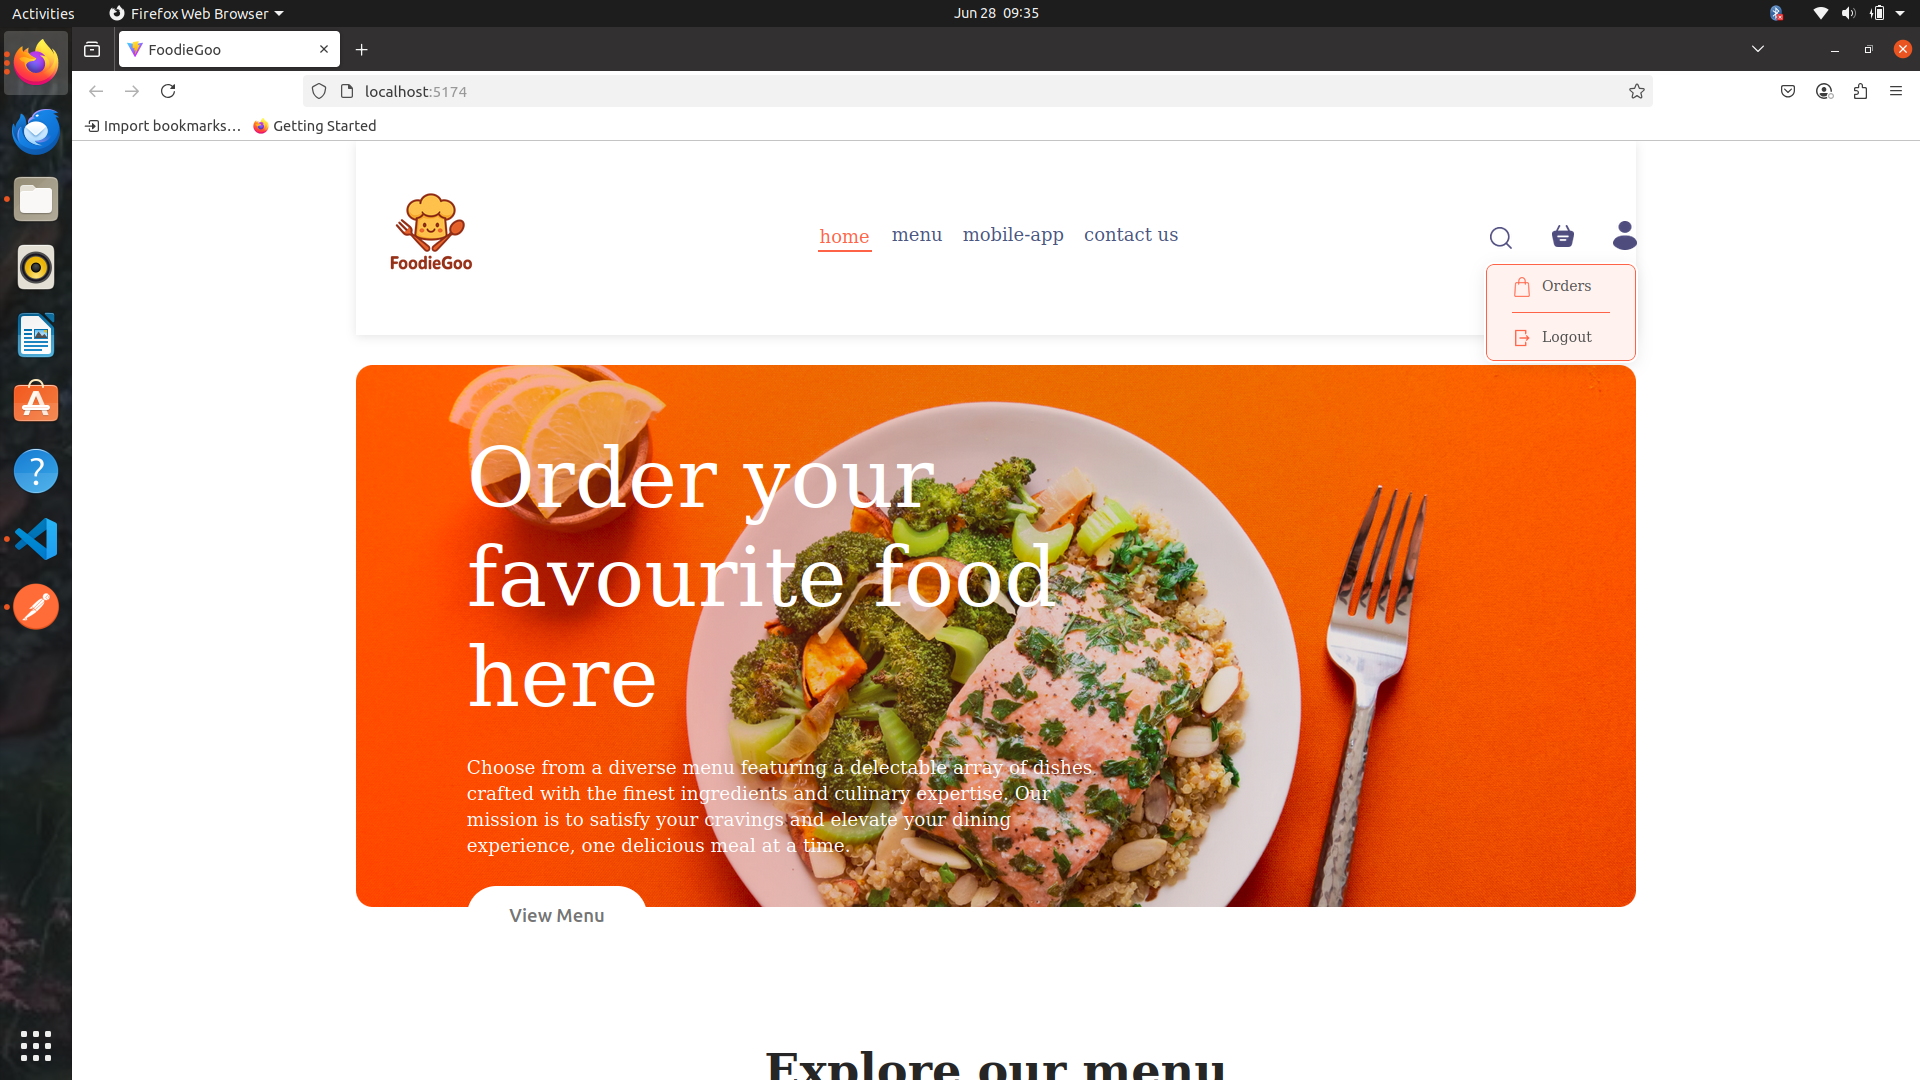 Activities
Firefox Web Browser
Jun 28 09:35
FoodieGoo
localhost:5174
Import bookmarks…
Getting Started
FoodieGoo
home
menu
mobile-app
contact us
Orders
Logout
Order your
favourite food
here
Choose from a diverse menu featuring a delectable array of dishes
crafted with the finest ingredients and culinary expertise. Our
mission is to satisfy your cravings and elevate your dining
experience, one delicious meal at a time.
View Menu
Explore our menu